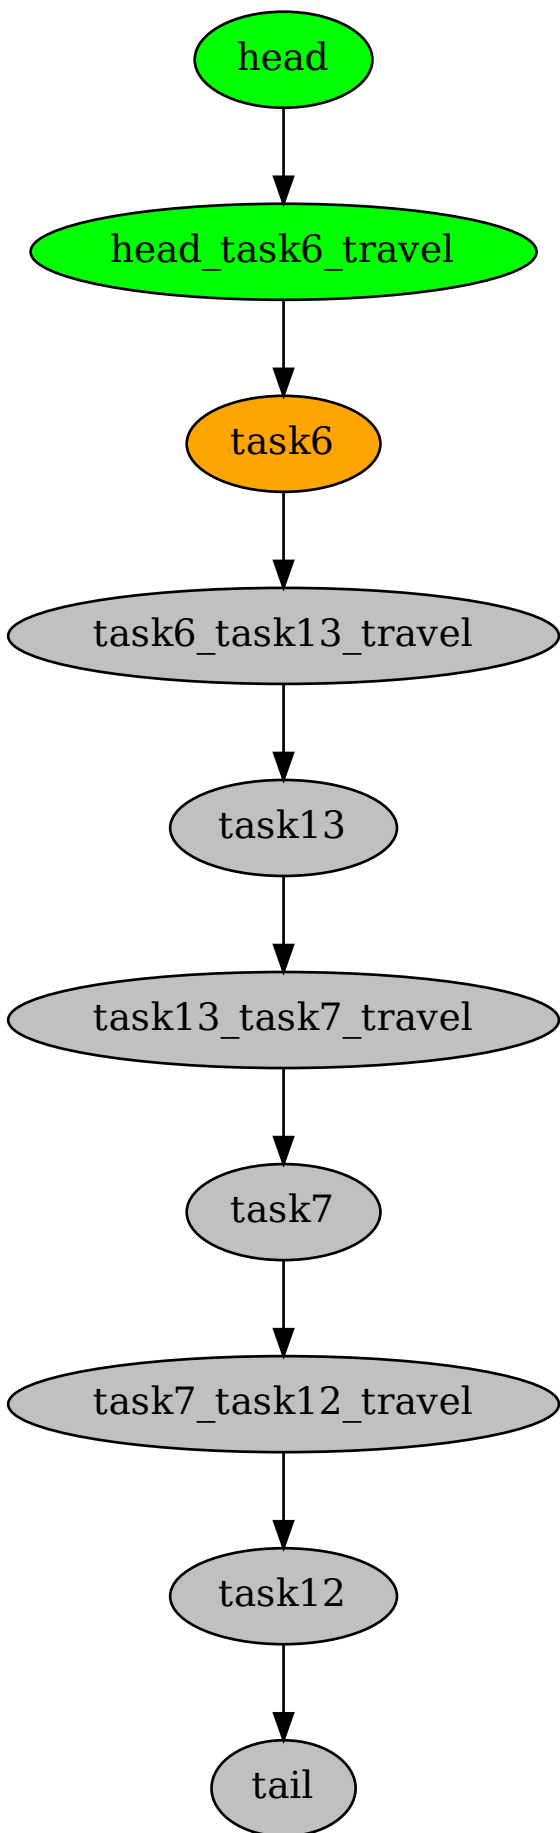 head
head_task6_travel
task6
task6_task13_travel
task13
task13_task7_travel
task7
task7_task12_travel
task12
tail